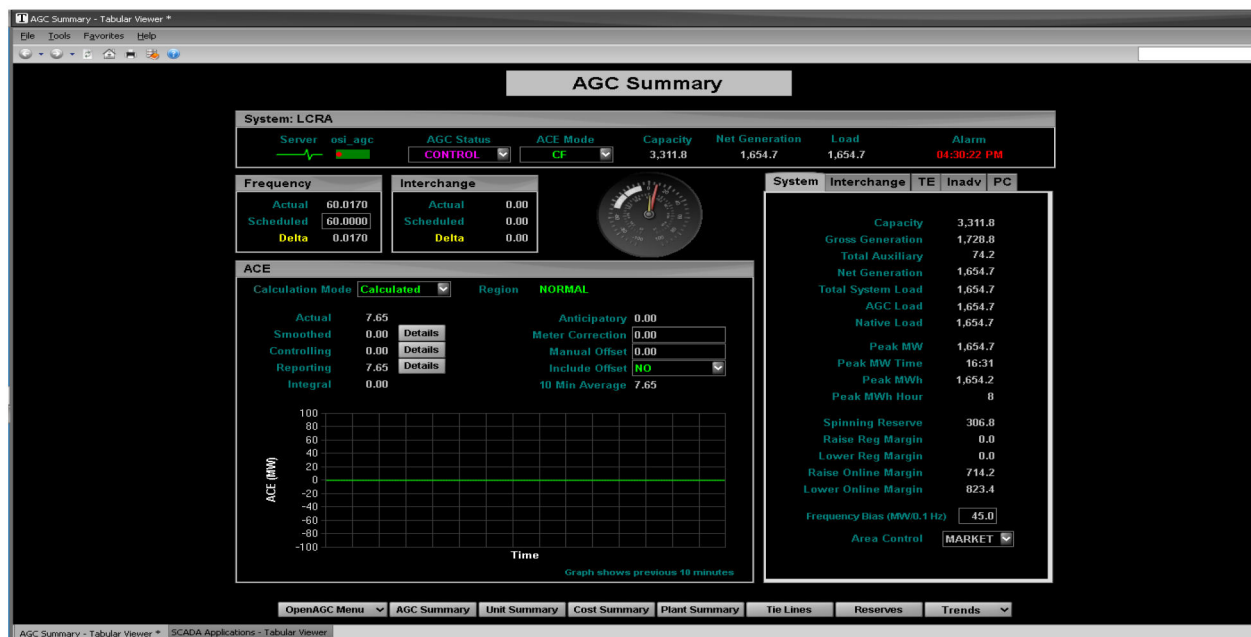 T AGC Summary - Tabular Viewer *
File Tools Favorites Help
AGC Summary
System: LCRA
Server osi_agc AGC Status ACE Mode Capacity Net Generation Load Alarm
CONTROL CF 3,311.8 1,654.7 1,654.7 04:30:22 PM
Frequency
Actual 60.0170
Scheduled 60.0000
Delta 0.0170
Interchange
Actual 0.00
Scheduled 0.00
Delta 0.00
ACE
Calculation Mode Calculated Region NORMAL
Actual 7.65 Anticipatory 0.00
Smoothed 0.00 Details Meter Correction 0.00
Controlling 0.00 Details Manual Offset 0.00
Reporting 7.65 Details Include Offset NO
Integral 0.00 10 Min Average 7.65
ACE (MW)
100
80
60
40
20
0
-20
-40
-60
-80
-100
Time
Graph shows previous 10 minutes
System Interchange TE Inadv PC
Capacity 3,311.8
Gross Generation 1,728.8
Total Auxiliary 74.2
Net Generation 1,654.7
Total System Load 1,654.7
AGC Load 1,654.7
Native Load 1,654.7
Peak MW 1,654.7
Peak MW Time 16:31
Peak MWh 1,654.2
Peak MWh Hour 8
Spinning Reserve 306.8
Raise Reg Margin 0.0
Lower Reg Margin 0.0
Raise Online Margin 714.2
Lower Online Margin 823.4
Frequency Bias (MW/0.1 Hz) 45.0
Area Control MARKET
OpenAGC Menu AGC Summary Unit Summary Cost Summary Plant Summary Tie Lines Reserves Trends
AGC Summary - Tabular Viewer * SCADA Applications - Tabular Viewer